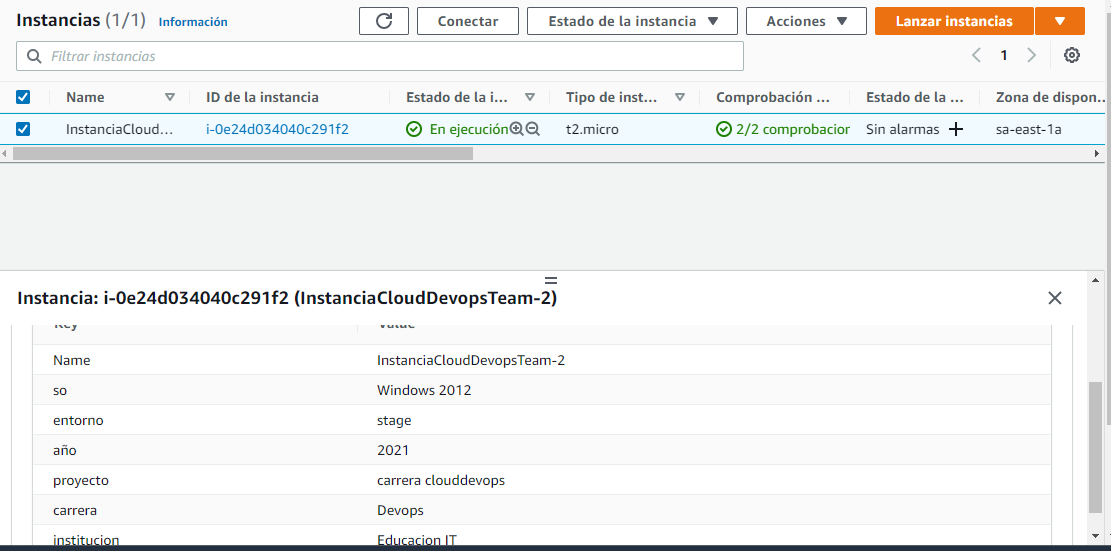 Instancias (1/1) Información Conectar Estado de la instancia Acciones Lanzar instancias
Filtrar instancias 1
Name ID de la instancia Estado de la i... Tipo de inst... Comprobación ... Estado de la ... Zona de dispon...
InstanciaCloud... i-0e24d034040c291f2 En ejecución t2.micro 2/2 comprobacior Sin alarmas sa-east-1a
Instancia: i-0e24d034040c291f2 (InstanciaCloudDevopsTeam-2)
Key Value
Name InstanciaCloudDevopsTeam-2
so Windows 2012
entorno stage
año 2021
proyecto carrera clouddevops
carrera Devops
institucion Educacion IT